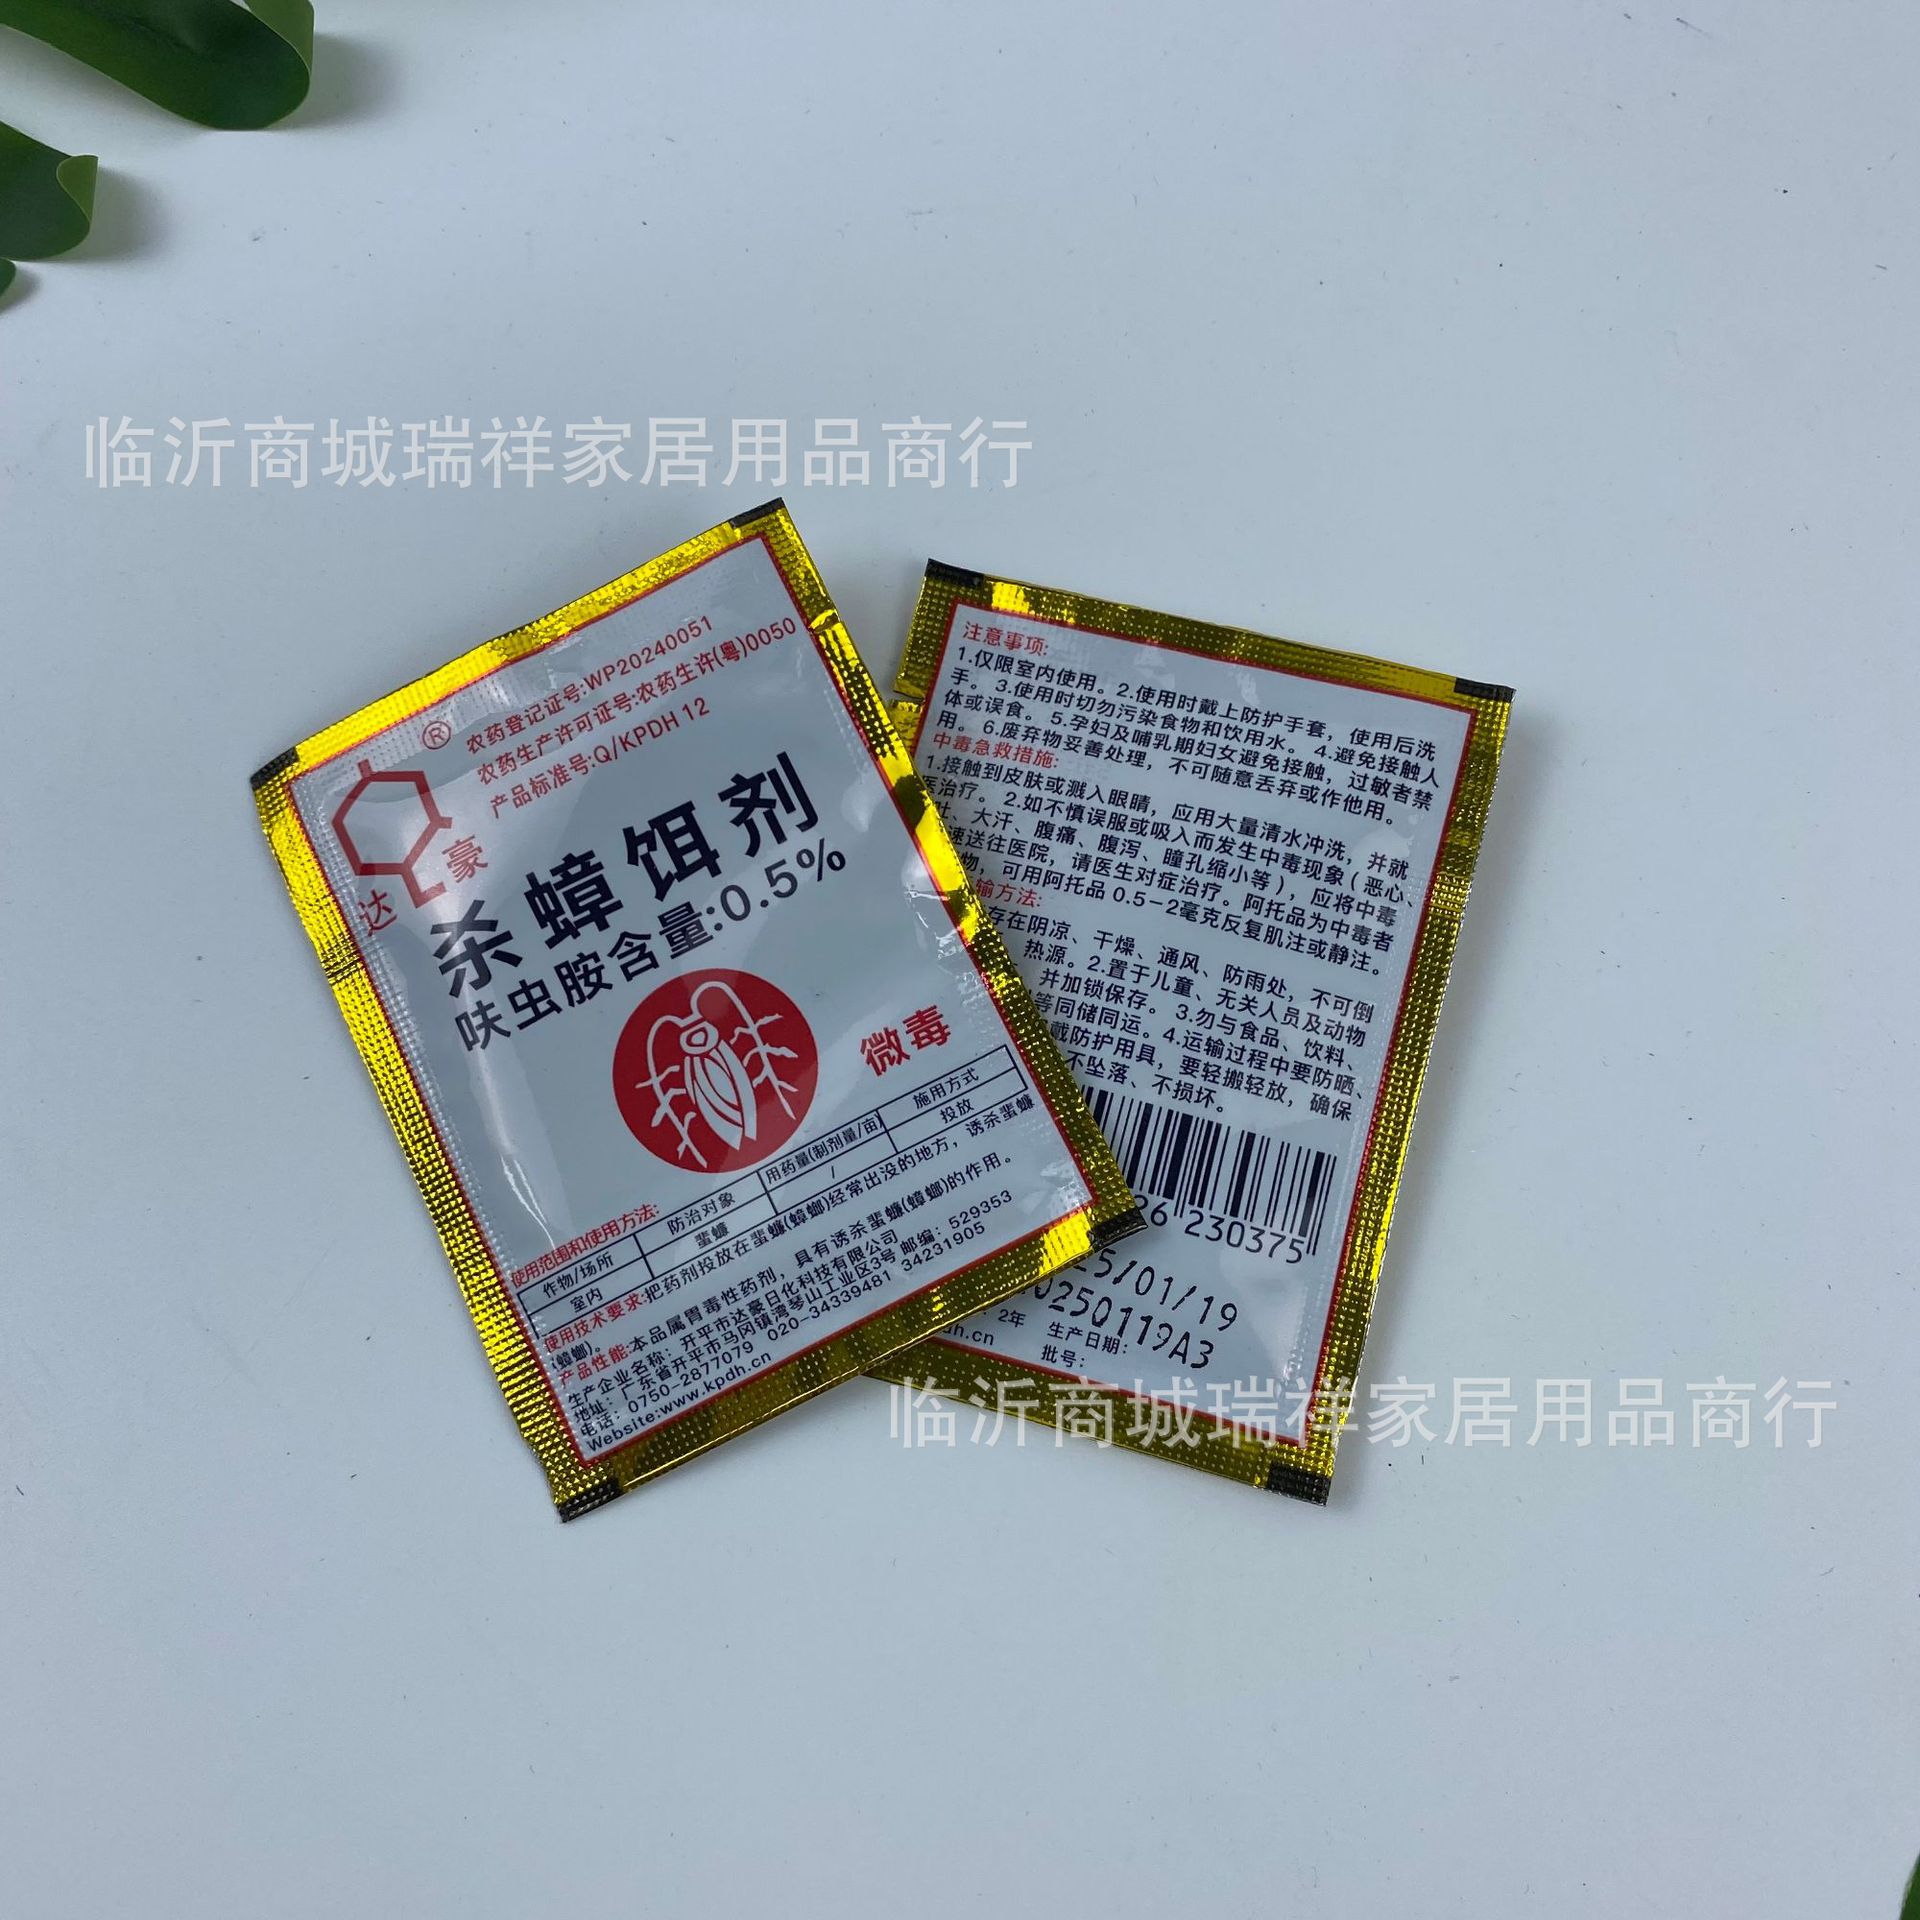 临沂商城瑞祥家居用品商行
农药登记证号:WP20240051
农药生产许可证号:农药生许(粤)0050
产品标准号:Q/KPDH 12
®
达豪
杀蟑饵剂
呋虫胺含量:0.5%
微毒
使用范围和使用方法:
作物/场所 防治对象 用药量(制剂量/亩) 施用方式
室内 蜚蠊 / 投放
使用技术要求:把药剂投放在蜚蠊(蟑螂)经常出没的地方，诱杀蜚蠊
(蟑螂)。
产品性能:本品属胃毒性药剂，具有诱杀蜚蠊(蟑螂)的作用。
生产企业名称：开平市达豪日化科技有限公司
地址：广东省开平市马冈镇湾琴山工业区3号 邮编：529353
电话：0750-2877079 020-34339481 34231905
Website:www.kpdh.cn
注意事项:
1.仅限室内使用。2.使用时戴上防护手套，使用后洗
手。3.使用时切勿污染食物和饮用水。4.避免接触人
体或误食。5.孕妇及哺乳期妇女避免接触，过敏者禁
用。6.废弃物妥善处理，不可随意丢弃或作他用。
中毒急救措施:
1.接触到皮肤或溅入眼睛，应用大量清水冲洗，并就
医治疗。2.如不慎误服或吸入而发生中毒现象(恶心、
吐、大汗、腹痛、腹泻、瞳孔缩小等)，应将中毒
速送往医院，请医生对症治疗。阿托品为中毒者
物，可用阿托品 0.5-2毫克反复肌注或静注。
输方法:
存在阴凉、干燥、通风、防雨处，不可倒
热源。2.置于儿童、无关人员及动物
并加锁保存。3.勿与食品、饮料、
等同储同运。4.运输过程中要防晒、
戴防护用具，要轻搬轻放，确保
不坠落、不损坏。
26 230375
25/01/19
0250119A3
2年 生产日期:
dh.cn 批号:
临沂商城瑞祥家居用品商行